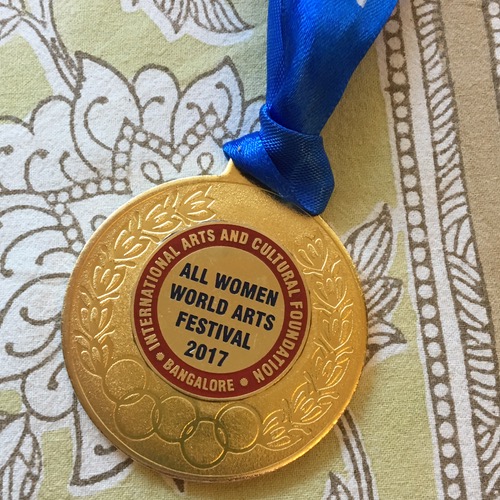 INTERNATIONAL ARTS AND CULTURAL FOUNDATION
• BANGALORE •
ALL WOMEN
WORLD ARTS
FESTIVAL
2017